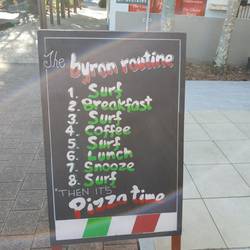 The byron routine
1. Surf
2. Breakfast
3. Surf
4. Coffee
5. Surf
6. Lunch
7. Snooze
8. Surf
"THEN IT'S"
Pizza time